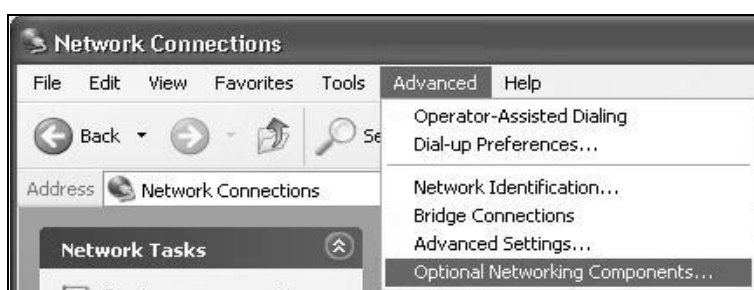 Network Connections
File Edit View Favorites Tools Advanced Help
Back Se
Operator-Assisted Dialing
Dial-up Preferences...
Address Network Connections
Network Identification...
Bridge Connections
Advanced Settings...
Optional Networking Components...
Network Tasks